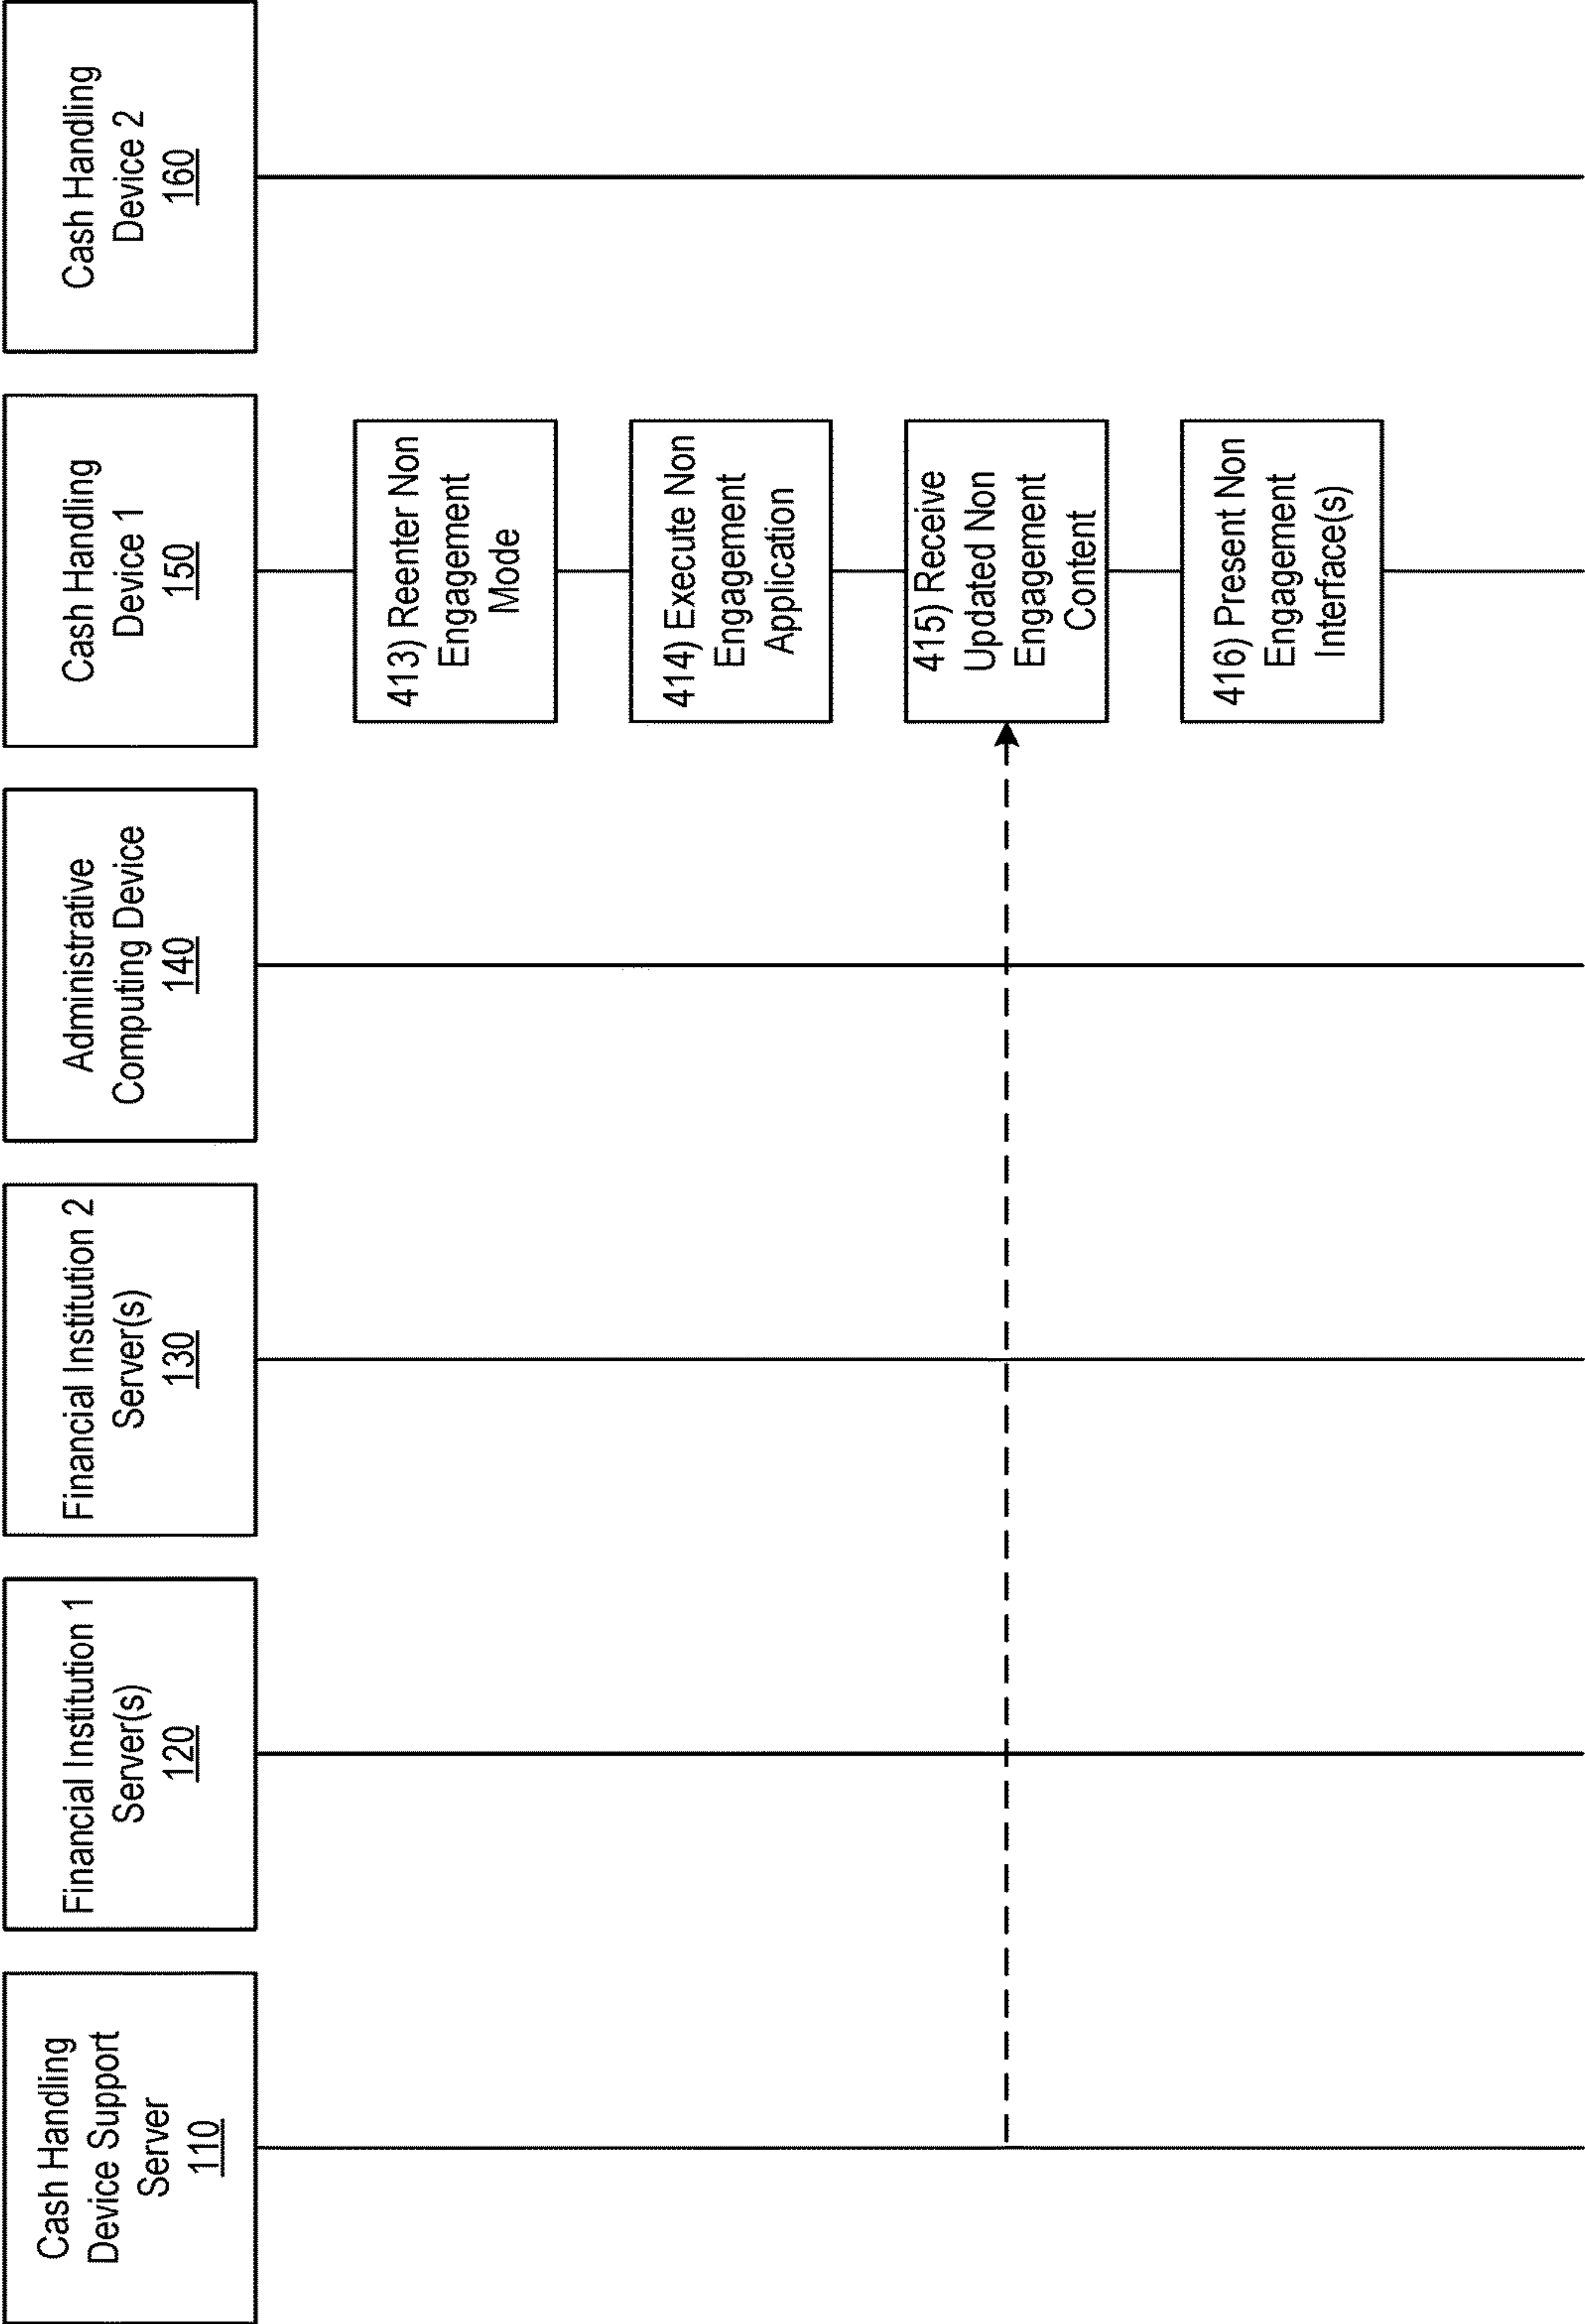 Cash Handling
Device Support
Server
110
Financial Institution 1
Server(s)
120
Financial Institution 2
Server(s)
130
Administrative
Computing Device
140
Cash Handling
Device 1
150
Cash Handling
Device 2
160
413) Reenter Non
Engagement
Mode
414) Execute Non
Engagement
Application
415) Receive
Updated Non
Engagement
Content
416) Present Non
Engagement
Interface(s)